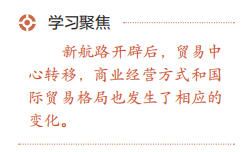 学习聚焦
新航路开辟后，贸易中
心转移，商业经营方式和国
际贸易格局也发生了相应的
变化。